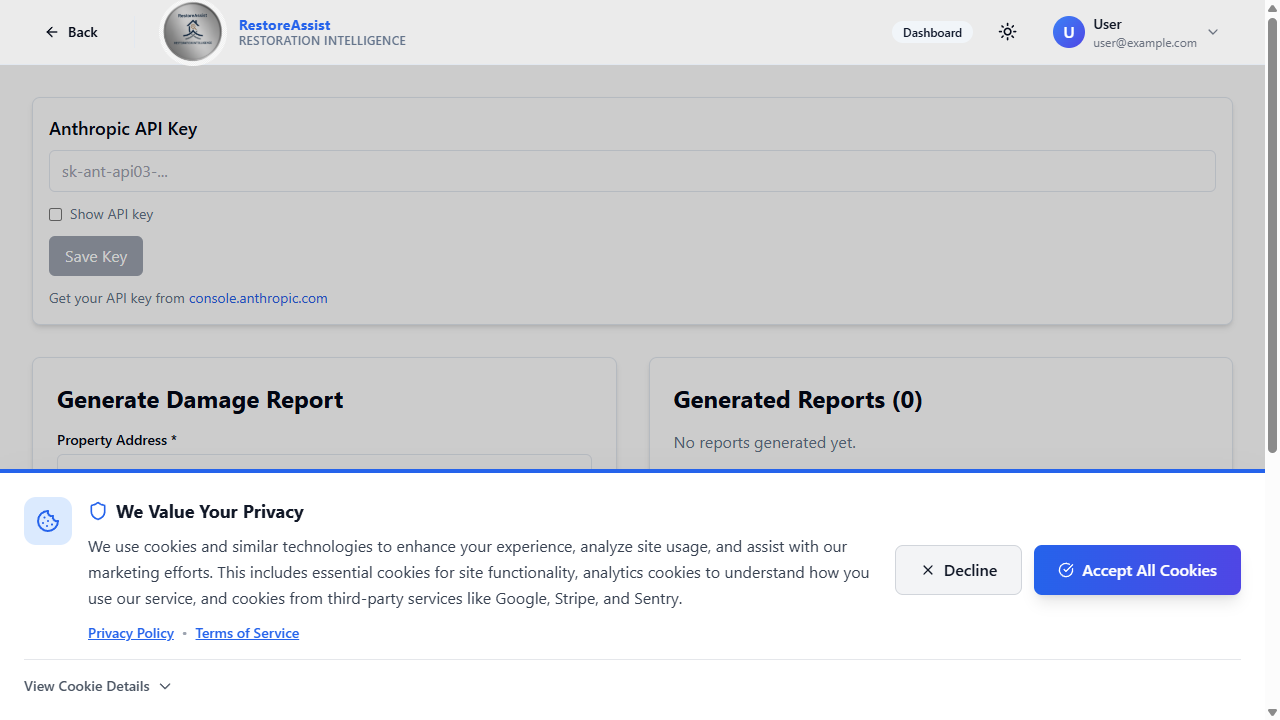 Back
RestoreAssist
RESTORATION INTELLIGENCE
Dashboard
U
User
user@example.com
RestoreAssist
Anthropic API Key
sk-ant-api03-...
Show API key
Save Key
Get your API key from console.anthropic.com
Generate Damage Report
Property Address *
Generated Reports (0)
No reports generated yet.
We Value Your Privacy
We use cookies and similar technologies to enhance your experience, analyze site usage, and assist with our
marketing efforts. This includes essential cookies for site functionality, analytics cookies to understand how you
use our service, and cookies from third-party services like Google, Stripe, and Sentry.
Privacy Policy • Terms of Service
Decline
Accept All Cookies
View Cookie Details